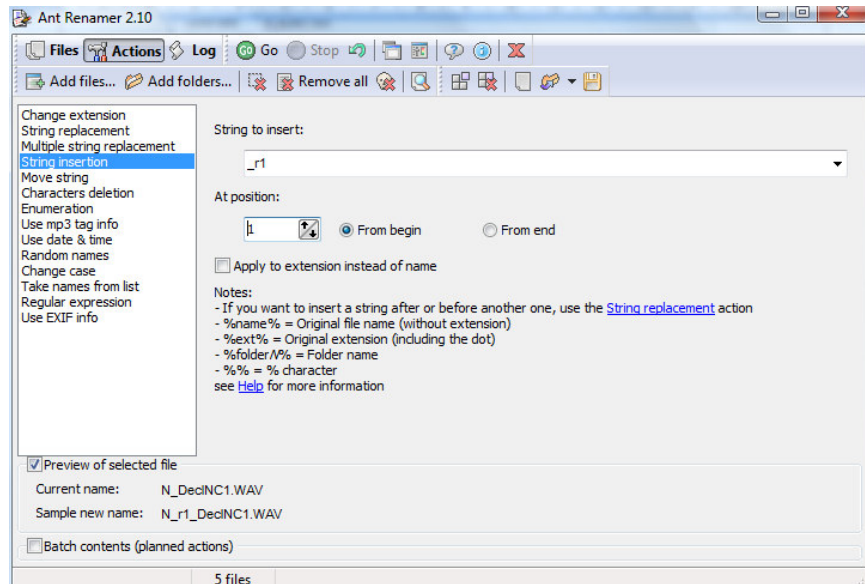 Ant Renamer 2.10
Files Actions Log Go Stop
Add files... Add folders... Remove all
Change extension
String replacement
Multiple string replacement
String insertion
Move string
Characters deletion
Enumeration
Use mp3 tag info
Use date & time
Random names
Change case
Take names from list
Regular expression
Use EXIF info
String to insert:
_r1
At position:
1 From begin From end
Apply to extension instead of name
Notes:
- If you want to insert a string after or before another one, use the String replacement action
- %name% = Original file name (without extension)
- %ext% = Original extension (including the dot)
- %folder/\% = Folder name
- %% = % character
see Help for more information
Preview of selected file
Current name: N_DeclNC1.WAV
Sample new name: N_r1_DeclNC1.WAV
Batch contents (planned actions)
5 files